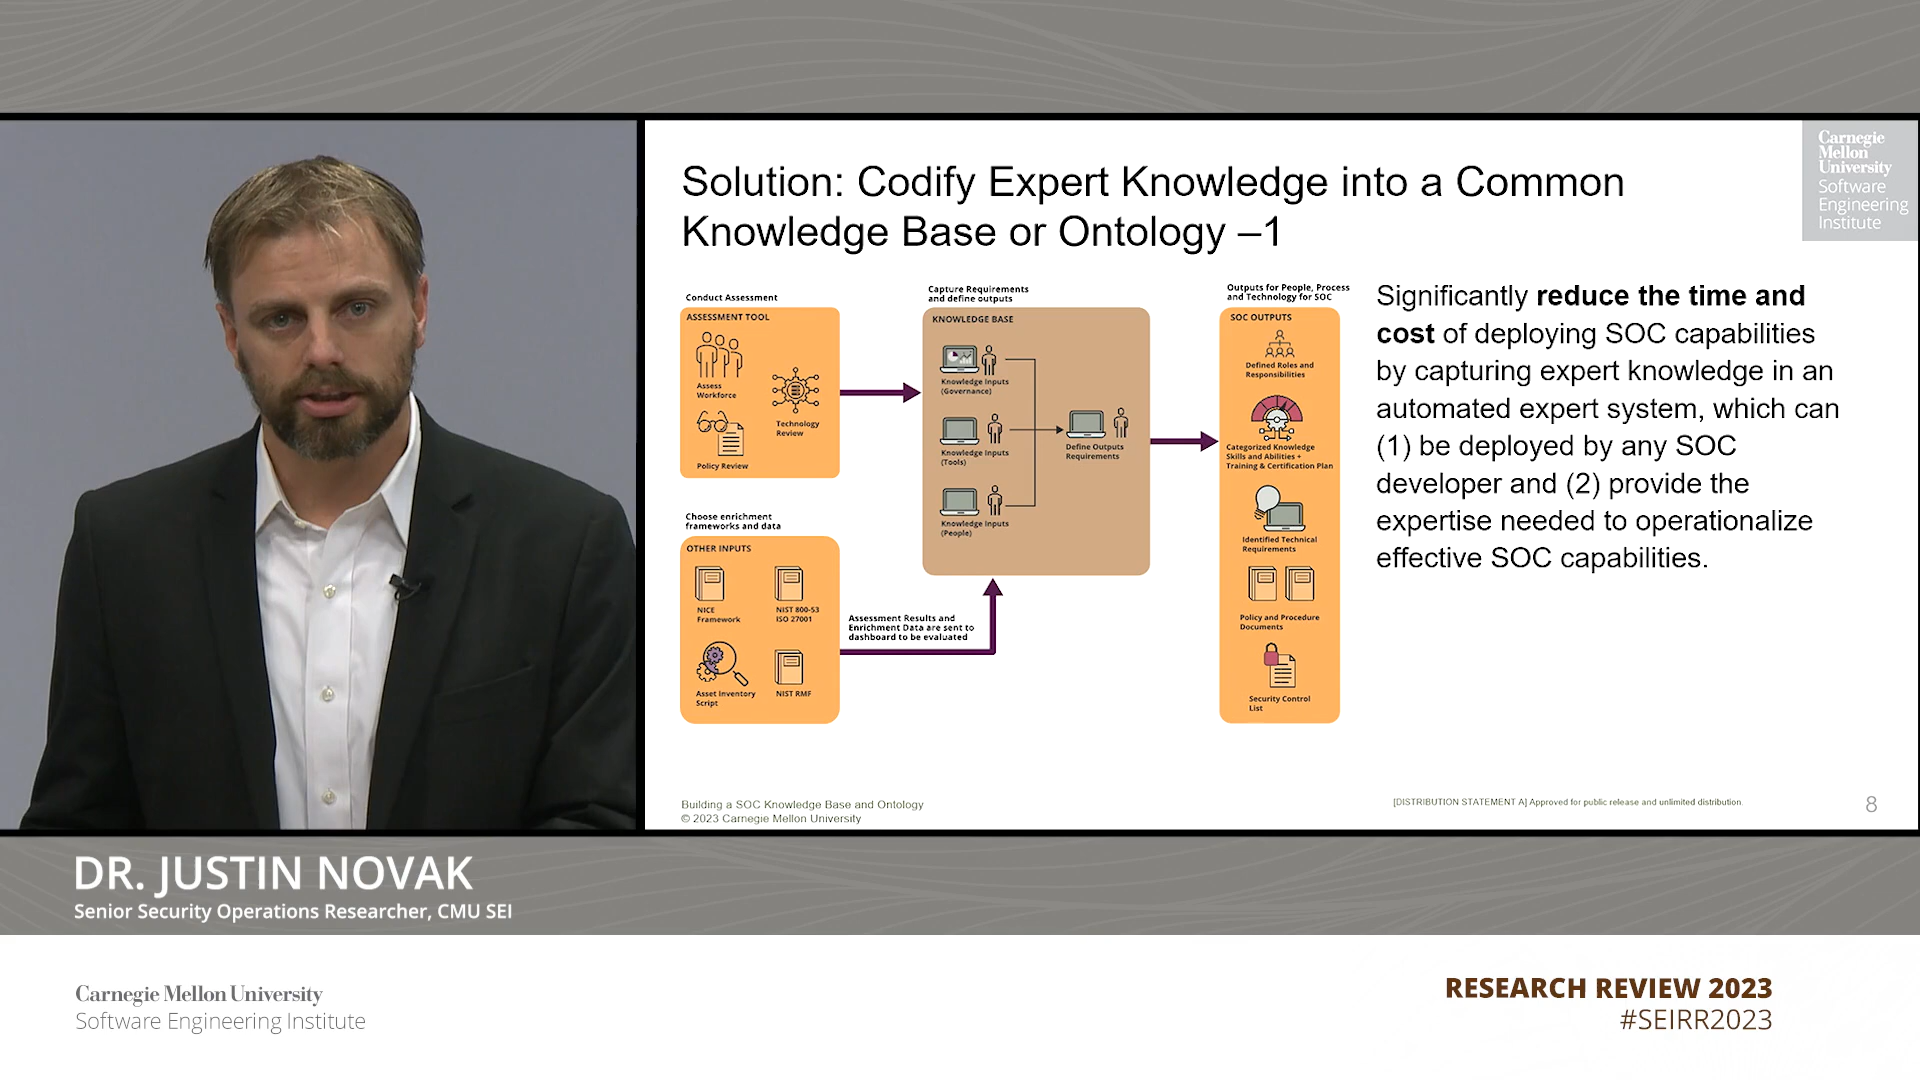 Carnegie
Mellon
University
Software
Engineering
Institute
Solution: Codify Expert Knowledge into a Common
Knowledge Base or Ontology –1
Conduct Assessment
ASSESSMENT TOOL
Assess
Workforce
Technology
Review
Policy Review
Choose enrichment
frameworks and data
OTHER INPUTS
NICE
Framework
NIST 800-53
ISO 27001
Asset Inventory
Script
NIST RMF
Assessment Results and
Enrichment Data are sent to
dashboard to be evaluated
Capture Requirements
and define outputs
KNOWLEDGE BASE
Knowledge Inputs
(Governance)
Knowledge Inputs
(Tools)
Knowledge Inputs
(People)
Define Outputs
Requirements
Outputs for People, Process
and Technology for SOC
SOC OUTPUTS
Defined Roles and
Responsibilities
Categorized Knowledge
Skills and Abilities +
Training & Certification Plan
Identified Technical
Requirements
Policy and Procedure
Documents
Security Control
List
Significantly reduce the time and
cost of deploying SOC capabilities
by capturing expert knowledge in an
automated expert system, which can
(1) be deployed by any SOC
developer and (2) provide the
expertise needed to operationalize
effective SOC capabilities.
Building a SOC Knowledge Base and Ontology
© 2023 Carnegie Mellon University
[DISTRIBUTION STATEMENT A] Approved for public release and unlimited distribution.
8
DR. JUSTIN NOVAK
Senior Security Operations Researcher, CMU SEI
Carnegie Mellon University
Software Engineering Institute
RESEARCH REVIEW 2023
#SEIRR2023